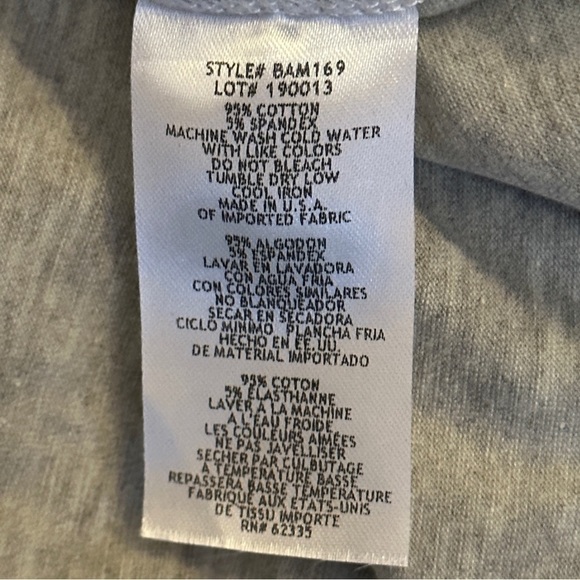 STYLE# BAM169
LOT# 190013
95% COTTON
5% SPANDEX
MACHINE WASH COLD WATER
WITH LIKE COLORS
DO NOT BLEACH
TUMBLE DRY LOW
COOL IRON
MADE IN U.S.A.
OF IMPORTED FABRIC
95% ALGODON
5% ESPANDEX
LAVAR EN LAVADORA
CON AGUA FRIA
CON COLORES SIMILARES
NO BLANQUEADOR
SECAR EN SECADORA
CICLO MINIMO . PLANCHA FRIA
HECHO EN EE.UU.
DE MATERIAL IMPORTADO
95% COTON
5% ELASTHANNE
LAVER A LA MACHINE
A L'EAU FROIDE
LES COULEURS AIMÉES
NE PAS JAVELLISER
SECHER PAR CULBUTAGE
A TEMPERATURE BASSE
REPASSERA BASSE TEMPERATURE
FABRIQUÉ AUX ÉTATS-UNIS
DE TISSU IMPORTE
RN# 62335